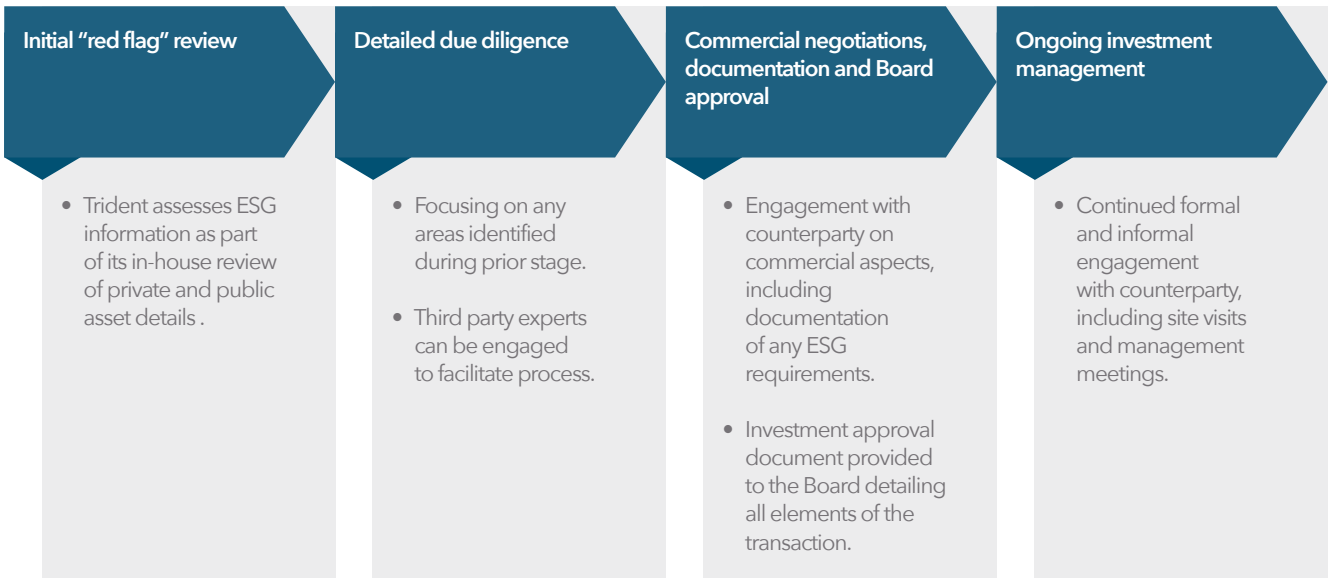 Initial “red flag” review
• Trident assesses ESG
information as part
of its in-house review
of private and public
asset details .
Detailed due diligence
• Focusing on any
areas identified
during prior stage.
• Third party experts
can be engaged
to facilitate process.
Commercial negotiations,
documentation and Board
approval
• Engagement with
counterparty on
commercial aspects,
including
documentation
of any ESG
requirements.
• Investment approval
document provided
to the Board detailing
all elements of the
transaction.
Ongoing investment
management
• Continued formal
and informal
engagement
with counterparty,
including site visits
and management
meetings.